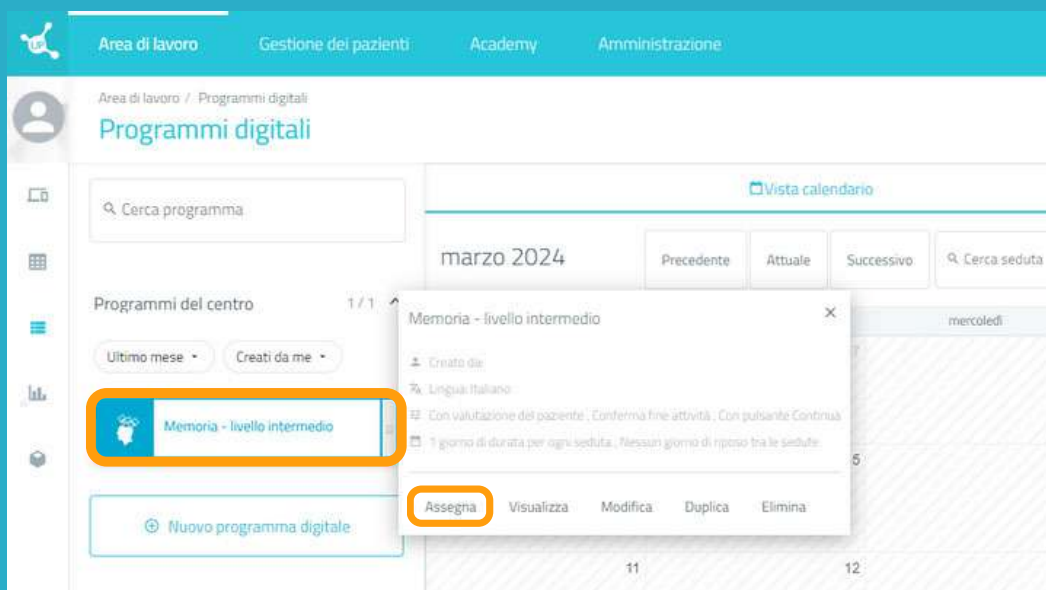 UP
Area di lavoro Gestione dei pazienti Academy Amministrazione
Area di lavoro / Programmi digitali
Programmi digitali
Cerca programma
Vista calendario
marzo 2024 Precedente Attuale Successivo Cerca seduta
Programmi del centro 1 / 1
mercoledì
Ultimo mese Creati da me
Memoria - livello intermedio
Memoria - livello intermedio
Creato da:
Lingua: Italiano
Con valutazione del paziente , Conferma fine attività , Con pulsante Continua
1 giorno di durata per ogni seduta , Nessun giorno di riposo tra le sedute
Assegna Visualizza Modifica Duplica Elimina
Nuovo programma digitale
11 12